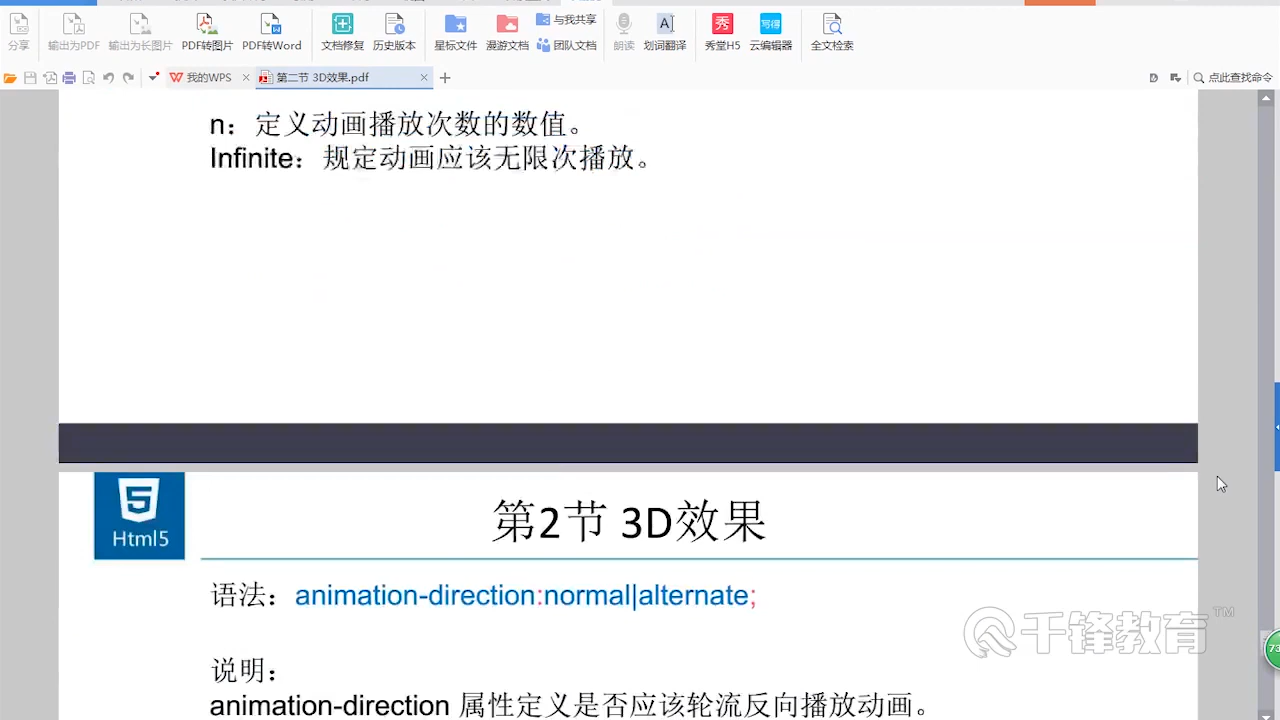 分享 输出为PDF 输出为长图片 PDF转图片 PDF转Word 文档修复 历史版本 星标文件 漫游文档 与我共享 团队文档 朗读 划词翻译 秀堂H5 云编辑器 全文检索
秀 写得
我的WPS 第二节 3D效果.pdf 点此查找命令
n：定义动画播放次数的数值。
Infinite：规定动画应该无限次播放。
Html5
第2节 3D效果
语法：animation-direction:normal|alternate;
千锋教育 TM
说明：
73
animation-direction 属性定义是否应该轮流反向播放动画。